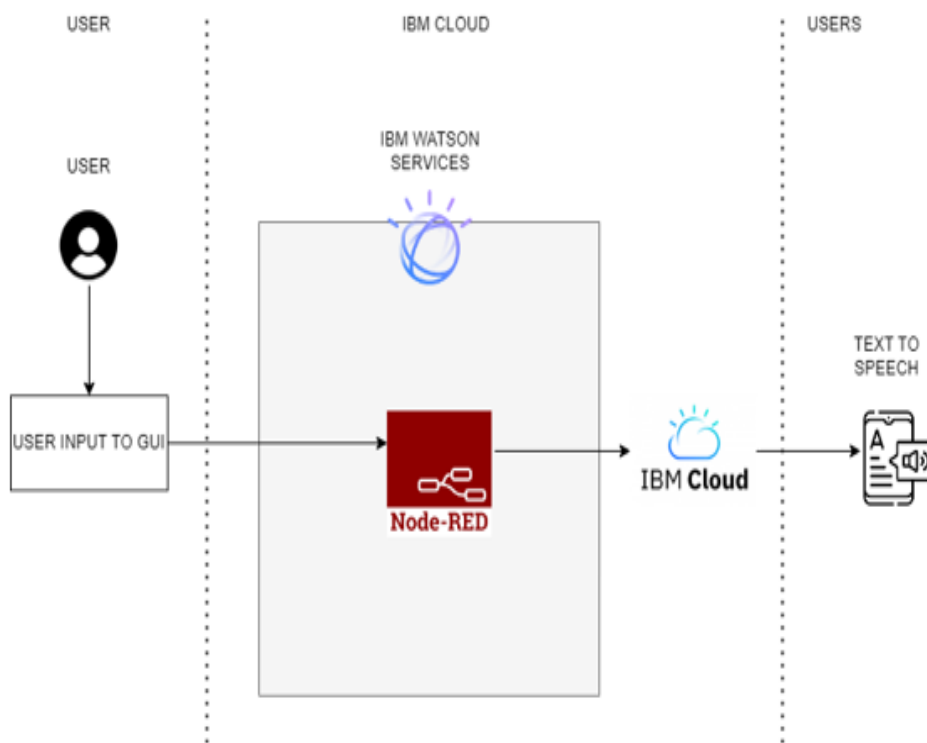 USER
IBM CLOUD
USERS
IBM WATSON
SERVICES
USER
TEXT TO
SPEECH
A
USER INPUT TO GUI
IBM Cloud
Node-RED